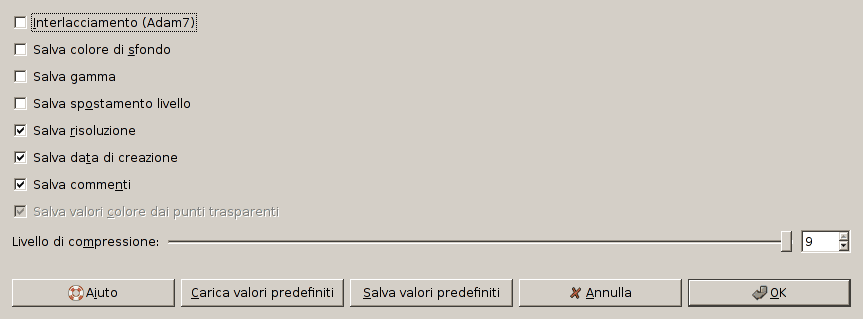 Interlacciamento (Adam7)
Salva colore di sfondo
Salva gamma
Salva spostamento livello
Salva risoluzione
Salva data di creazione
Salva commenti
Salva valori colore dai punti trasparenti
Livello di compressione: 9
Aiuto Carica valori predefiniti Salva valori predefiniti Annulla OK